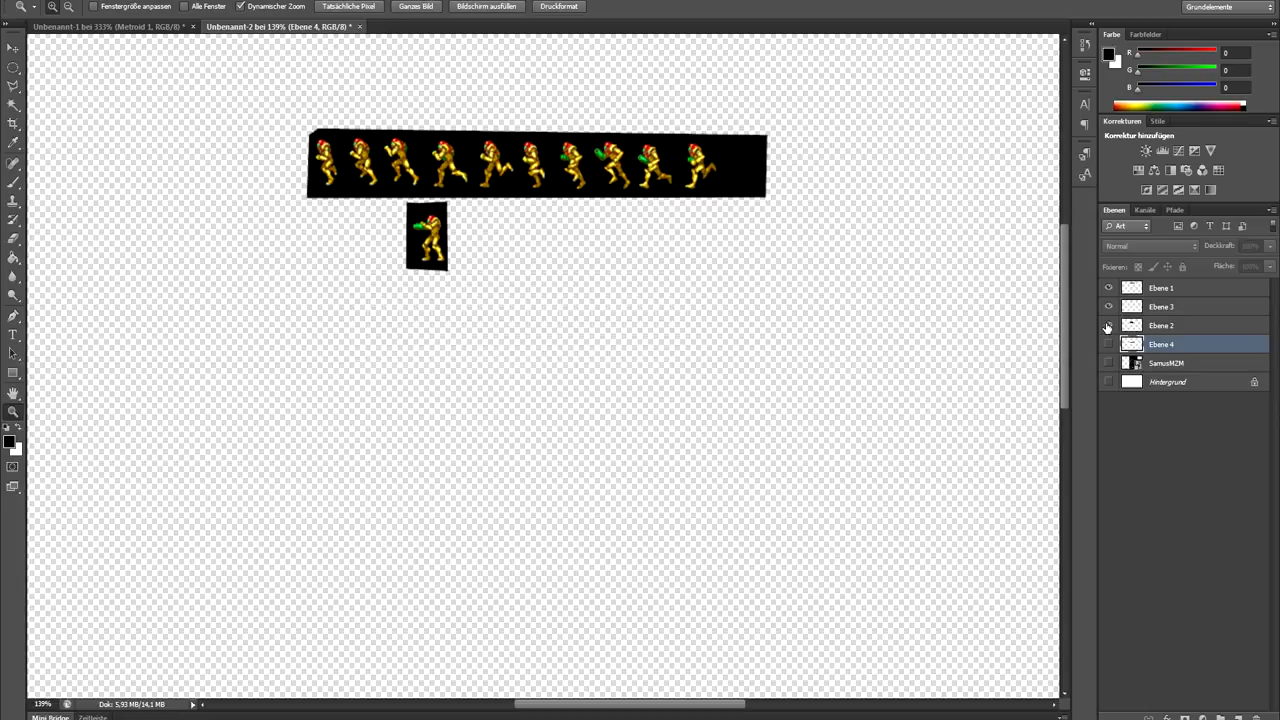 Fenstergröße anpassen Alle Fenster Dynamischer Zoom Tatsächliche Pixel Ganzes Bild Bildschirm ausfüllen Druckformat Grundelemente
Unbenannt-1 bei 333% (Metroid 1, RGB/8) * × Unbenannt-2 bei 139% (Ebene 4, RGB/8) * ×
Farbe Farbfelder
R 0
G 0
B 0
Korrekturen Stile
Korrektur hinzufügen
Ebenen Kanäle Pfade
Art
Normal Deckkraft: 100%
Fixieren: Fläche: 100%
Ebene 1
Ebene 3
Ebene 2
Ebene 4
SamusMZM
Hintergrund
139% Dok: 5,93 MB/14,1 MB
Mini Bridge Zeitleiste